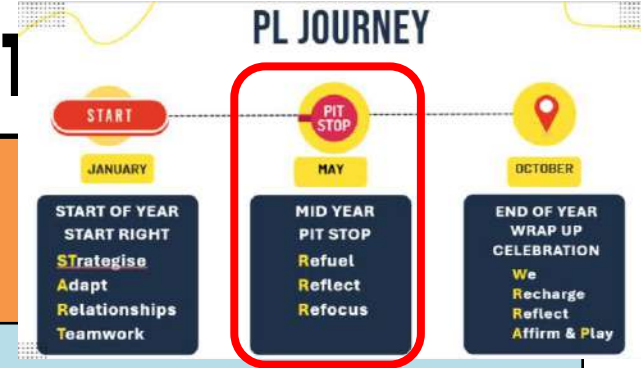 PL JOURNEY
START
PIT
STOP
JANUARY
MAY
OCTOBER
START OF YEAR
START RIGHT
STrategise
Adapt
Relationships
Teamwork
MID YEAR
PIT STOP
Refuel
Reflect
Refocus
END OF YEAR
WRAP UP
CELEBRATION
We
Recharge
Reflect
Affirm & Play